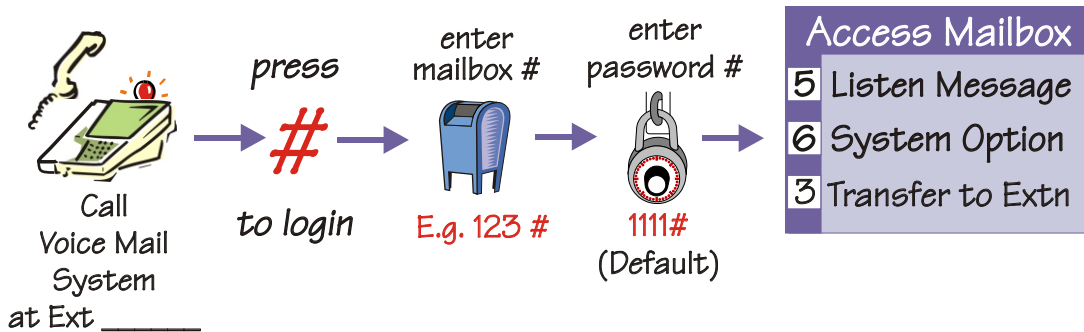 Call
Voice Mail
System
at Ext ______
press
#
to login
enter
mailbox #
E.g. 123 #
enter
password #
1111#
(Default)
Access Mailbox
5 Listen Message
6 System Option
3 Transfer to Extn